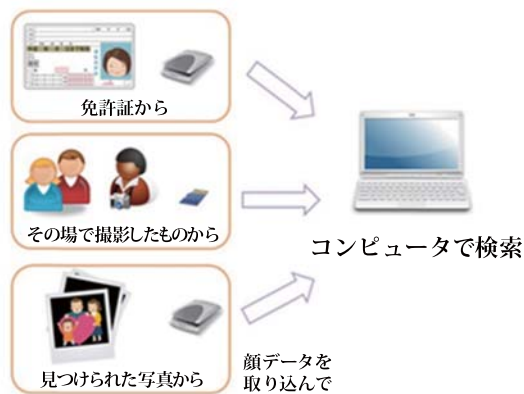 免許証から
その場で撮影したものから
見つけられた写真から
顔データを
取り込んで
コンピュータで検索